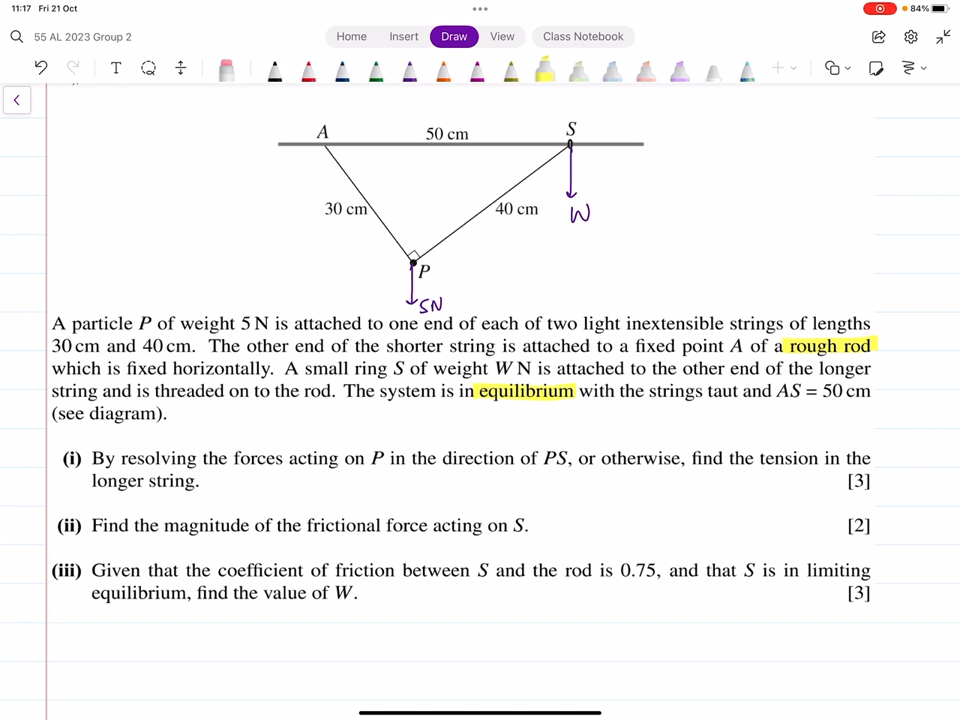 11:17 Fri 21 Oct
84%
55 AL 2023 Group 2
Home Insert Draw View Class Notebook
A 50 cm S
30 cm 40 cm W
P
5N
A particle P of weight 5 N is attached to one end of each of two light inextensible strings of lengths
30 cm and 40 cm. The other end of the shorter string is attached to a fixed point A of a rough rod
which is fixed horizontally. A small ring S of weight W N is attached to the other end of the longer
string and is threaded on to the rod. The system is in equilibrium with the strings taut and AS = 50 cm
(see diagram).
(i) By resolving the forces acting on P in the direction of PS, or otherwise, find the tension in the
longer string. [3]
(ii) Find the magnitude of the frictional force acting on S. [2]
(iii) Given that the coefficient of friction between S and the rod is 0.75, and that S is in limiting
equilibrium, find the value of W. [3]